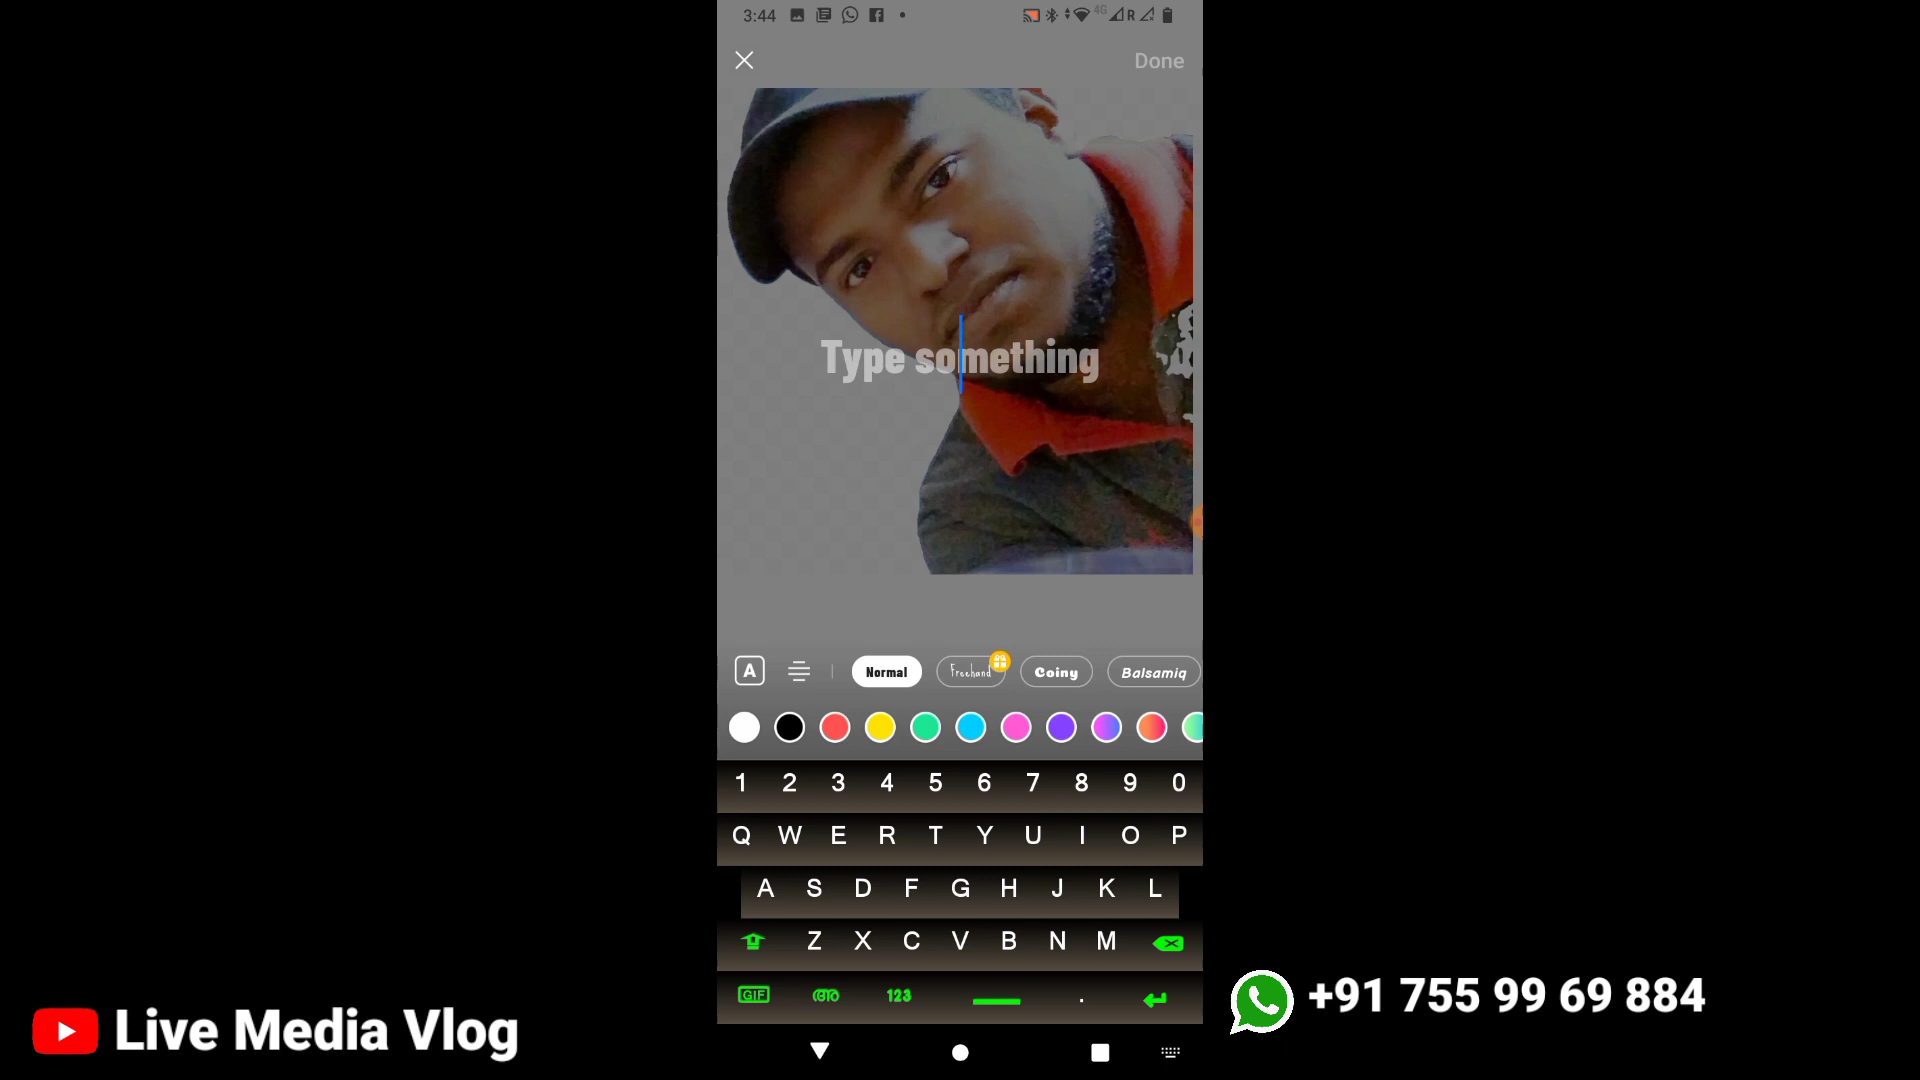 3:44 4G R
Done
Type something
A Normal Freehand Coiny Balsamiq
1 2 3 4 5 6 7 8 9 0
Q W E R T Y U I O P
A S D F G H J K L
Z X C V B N M
GIF അ 123 .
Live Media Vlog
+91 755 99 69 884